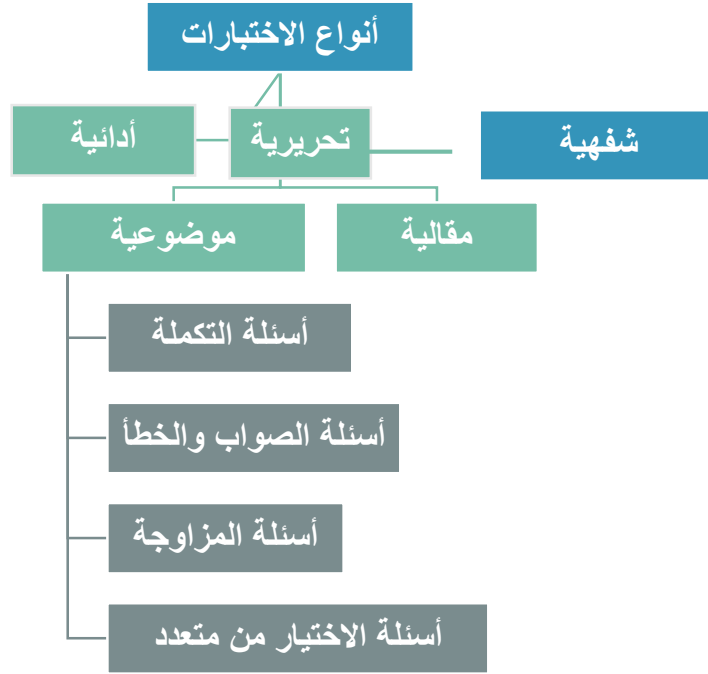 أنواع الاختبارات
شفهية
تحريرية
أدائية
مقالية
موضوعية
أسئلة التكملة
أسئلة الصواب والخطأ
أسئلة المزاوجة
أسئلة الاختيار من متعدد